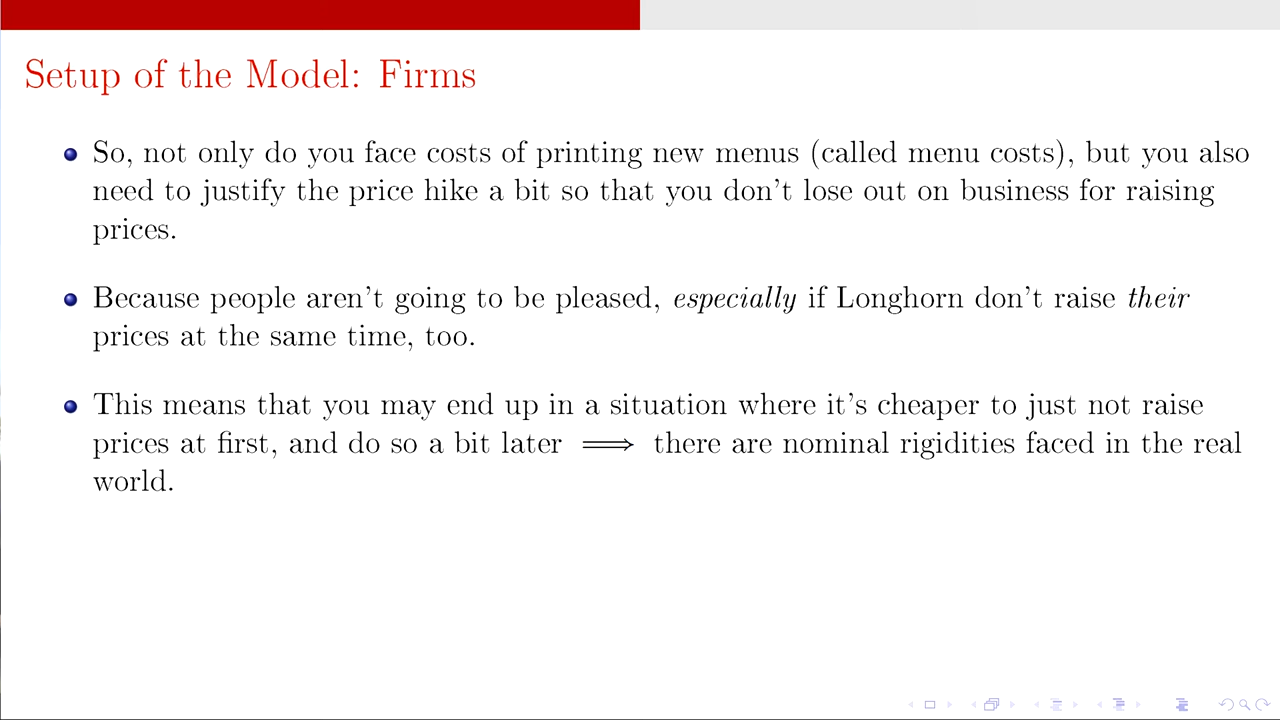 Setup of the Model: Firms
So, not only do you face costs of printing new menus (called menu costs), but you also
need to justify the price hike a bit so that you don't lose out on business for raising
prices.
Because people aren't going to be pleased, especially if Longhorn don't raise their
prices at the same time, too.
This means that you may end up in a situation where it's cheaper to just not raise
prices at first, and do so a bit later ⟹ there are nominal rigidities faced in the real
world.